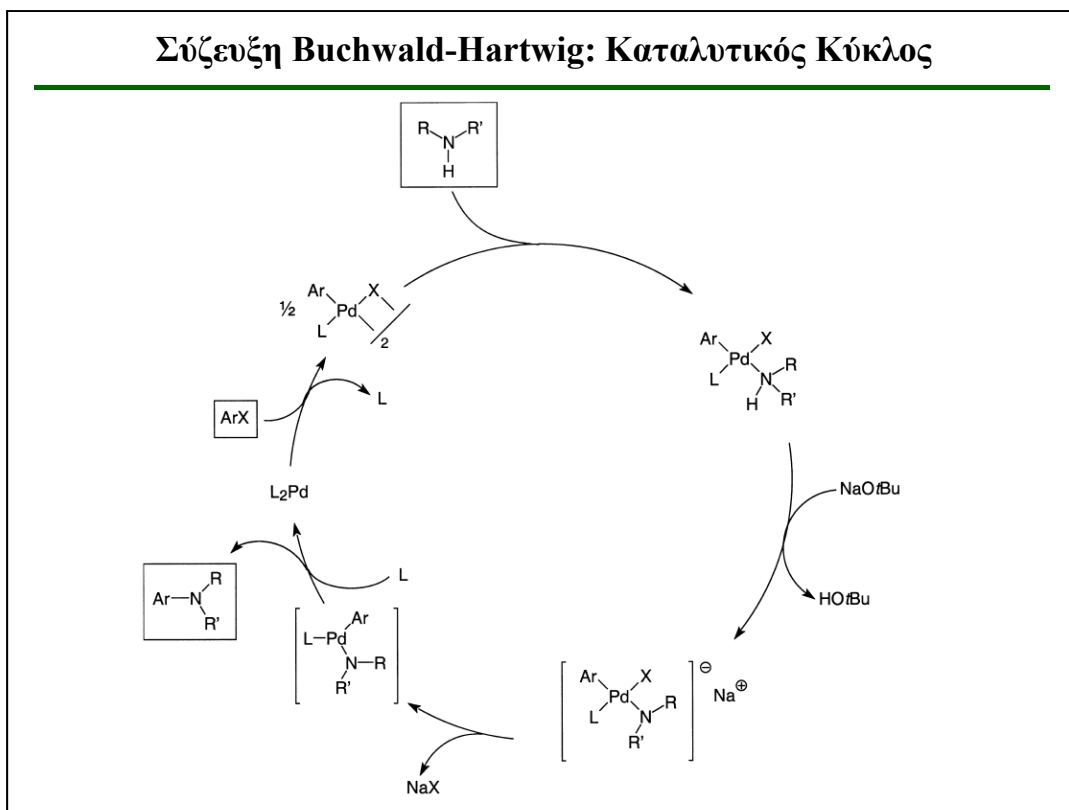 Σύζευξη Buchwald-Hartwig: Καταλυτικός Κύκλος
R
R'
N
H
½
Ar
X
Pd
L
2
Ar
X
Pd
R
L
N
H
R'
ArX
L
L₂Pd
NaOtBu
HOtBu
Ar—N
R
R'
L
Ar
L—Pd
N—R
R'
Ar
X
Pd
R
L
N
R'
⊖
Na⊕
NaX